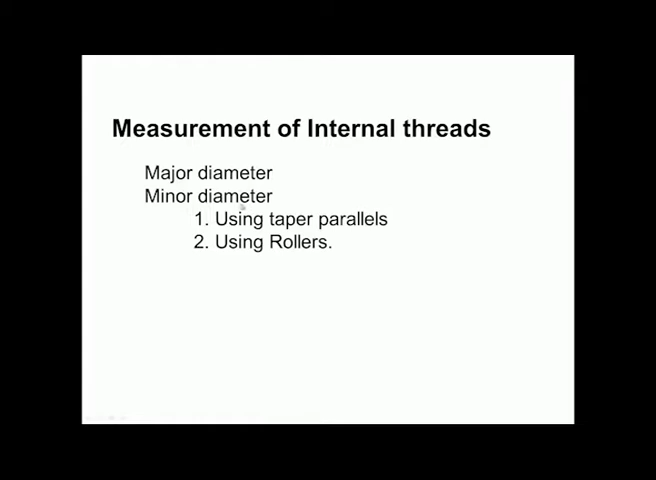 Measurement of Internal threads
Major diameter
Minor diameter
1. Using taper parallels
2. Using Rollers.